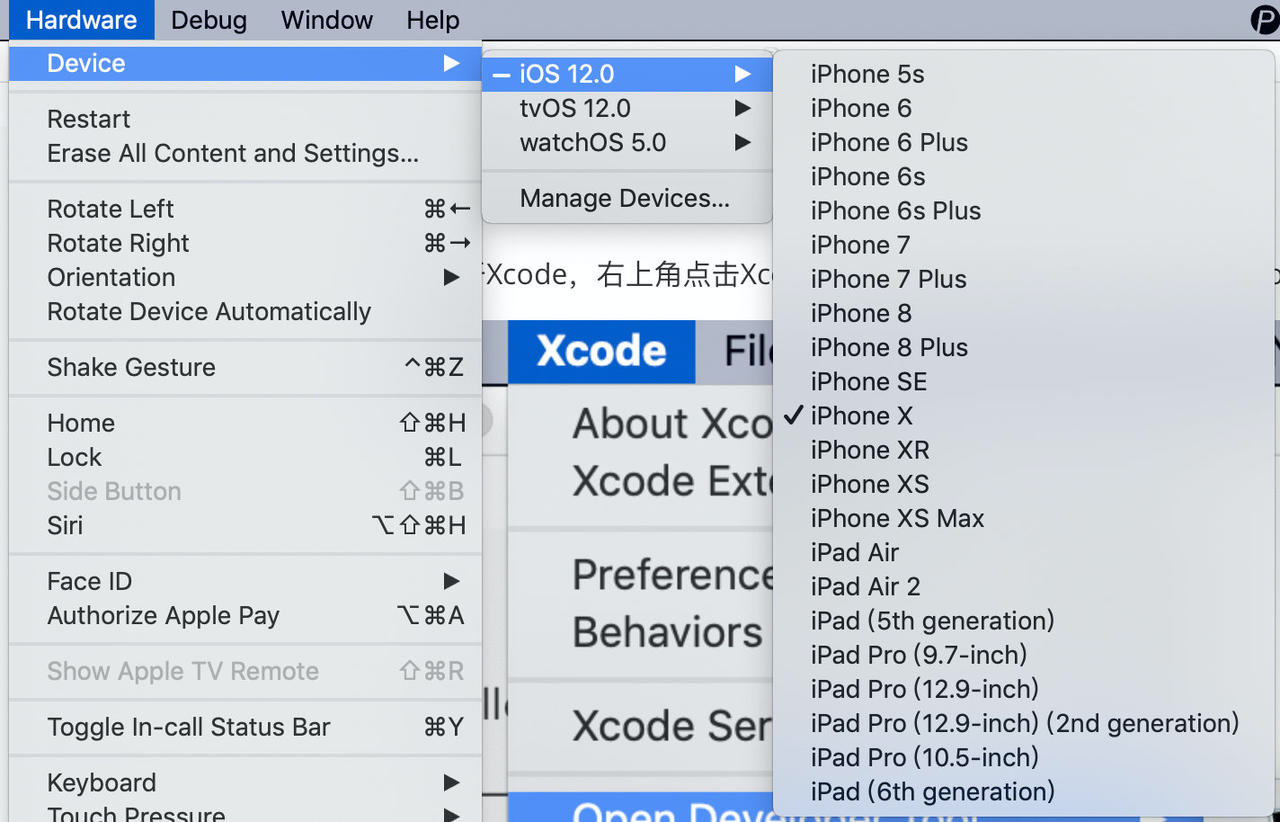 Hardware Debug Window Help
Device
Restart
Erase All Content and Settings...
Rotate Left ⌘←
Rotate Right ⌘→
Orientation
Rotate Device Automatically
Shake Gesture ^⌘Z
Home ⇧⌘H
Lock ⌘L
Side Button ⇧⌘B
Siri ⌥⇧⌘H
Face ID
Authorize Apple Pay ⌥⌘A
Show Apple TV Remote ⇧⌘R
Toggle In-call Status Bar ⌘Y
Keyboard
Touch Pressure
iOS 12.0
tvOS 12.0
watchOS 5.0
Manage Devices...
iPhone 5s
iPhone 6
iPhone 6 Plus
iPhone 6s
iPhone 6s Plus
iPhone 7
iPhone 7 Plus
iPhone 8
iPhone 8 Plus
iPhone SE
✓ iPhone X
iPhone XR
iPhone XS
iPhone XS Max
iPad Air
iPad Air 2
iPad (5th generation)
iPad Pro (9.7-inch)
iPad Pro (12.9-inch)
iPad Pro (12.9-inch) (2nd generation)
iPad Pro (10.5-inch)
iPad (6th generation)
Xcode，右上角点击Xc
Xcode Fil
About Xco
Xcode Ext
Preference
Behaviors
Xcode Ser
Open Developer Tool